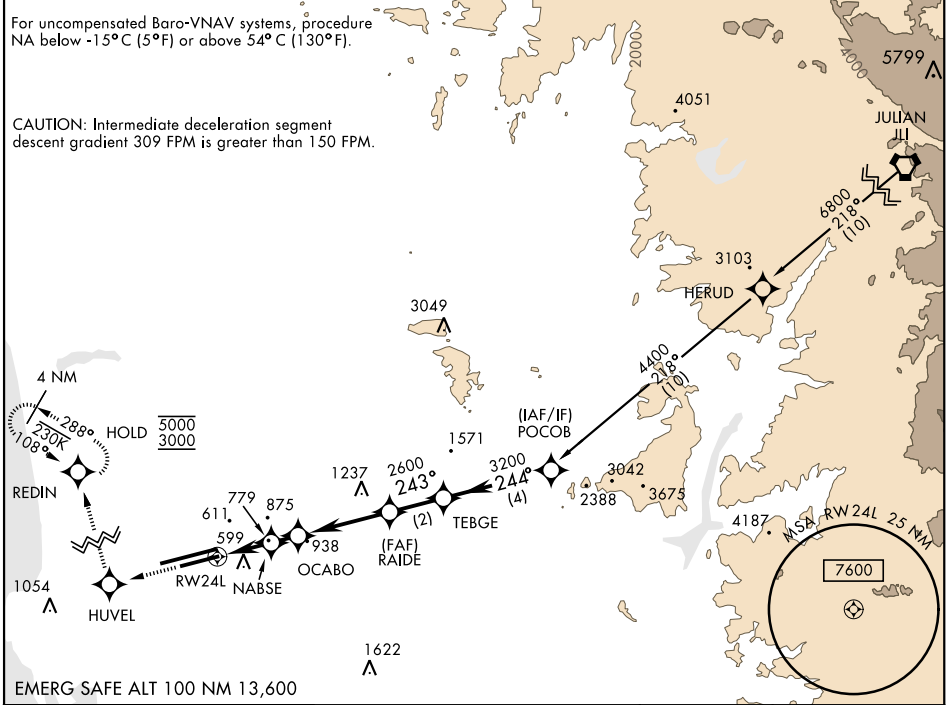 For uncompensated Baro-VNAV systems, procedure
NA below -15°C (5°F) or above 54°C (130°F).
CAUTION: Intermediate deceleration segment
descent gradient 309 FPM is greater than 150 FPM.
2000
4000
5799
4051
JULIAN
JLI
6800
218°
(10)
3103
HERUD
3049
4400
218°
(10)
4 NM
288°
230K
108°
HOLD
5000
3000
REDIN
(IAF/IF)
POCOB
1571
3200
244°
(4)
2600
243°
(2)
1237
TEBGE
3042
2388
3675
779
875
611
599
938
(FAF)
RAIDE
OCABO
NABSE
RW24L
1054
HUVEL
4187
MSA RW24L 25 NM
7600
1622
EMERG SAFE ALT 100 NM 13,600